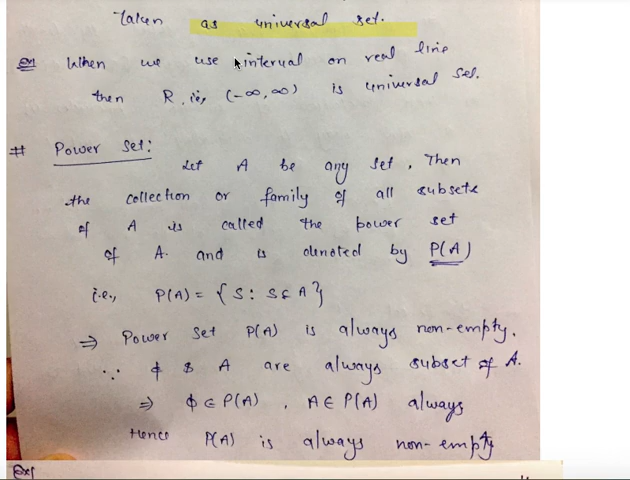 Taken as universal set.
Ex When we use interval on real line
then R, i.e, (-∞, ∞) is universal set.
# Power Set:
Let A be any set, Then
the collection or family of all subsets
of A is called the power set
of A. and is denoted by P(A)
i.e., P(A) = { S : S ⊆ A }
⇒ Power set P(A) is always non-empty.
∵ ϕ & A are always subset of A.
⇒ ϕ ∈ P(A) , A ∈ P(A) always
Hence P(A) is always non-empty
Ex